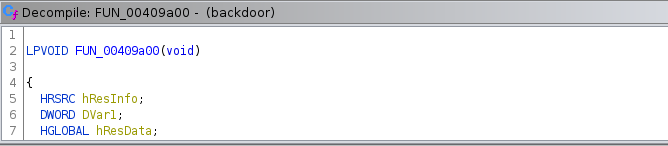 Decompile: FUN_00409a00 - (backdoor)
1
2 LPVOID FUN_00409a00(void)
3
4 {
5 HRSRC hResInfo;
6 DWORD DVar1;
7 HGLOBAL hResData;